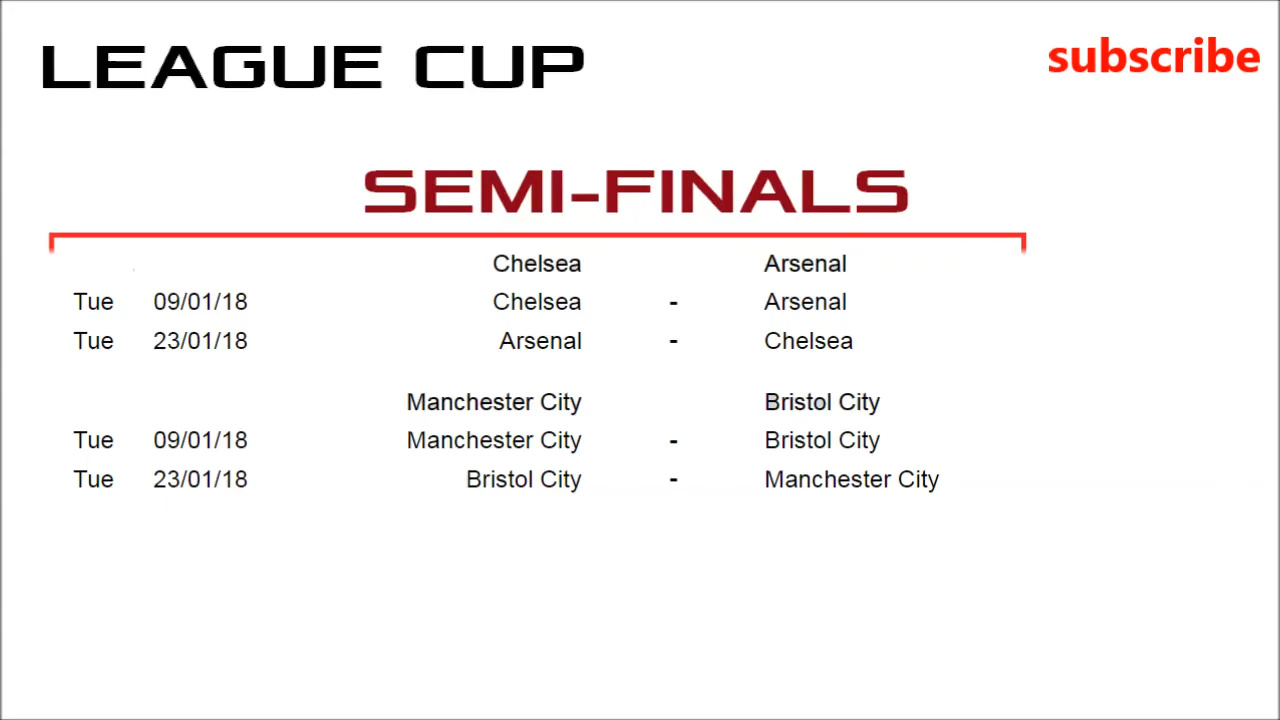 LEAGUE CUP
subscribe
SEMI-FINALS
Chelsea Arsenal
Tue 09/01/18 Chelsea - Arsenal
Tue 23/01/18 Arsenal - Chelsea
Manchester City Bristol City
Tue 09/01/18 Manchester City - Bristol City
Tue 23/01/18 Bristol City - Manchester City